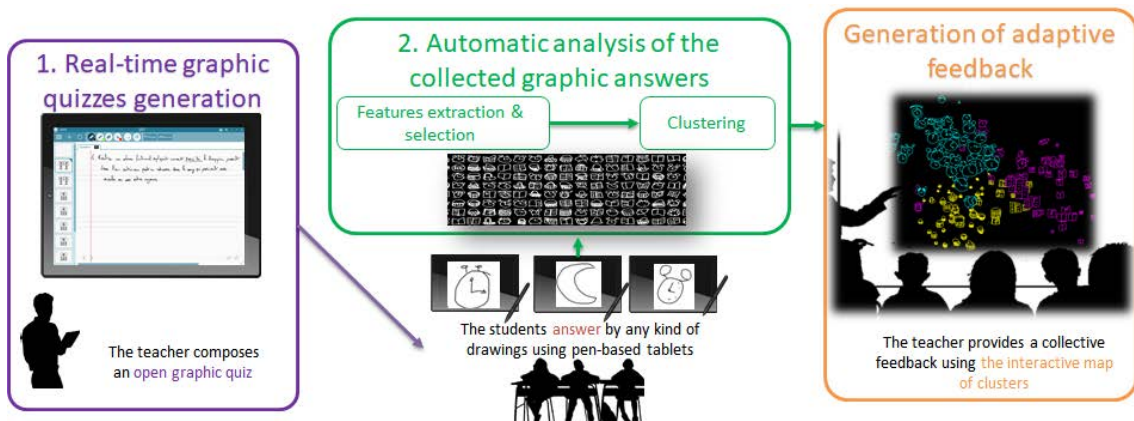 1. Real-time graphic
quizzes generation
The teacher composes
an open graphic quiz
2. Automatic analysis of the
collected graphic answers
Features extraction &
selection
Clustering
The students answer by any kind of
drawings using pen-based tablets
Generation of adaptive
feedback
The teacher provides a collective
feedback using the interactive map
of clusters